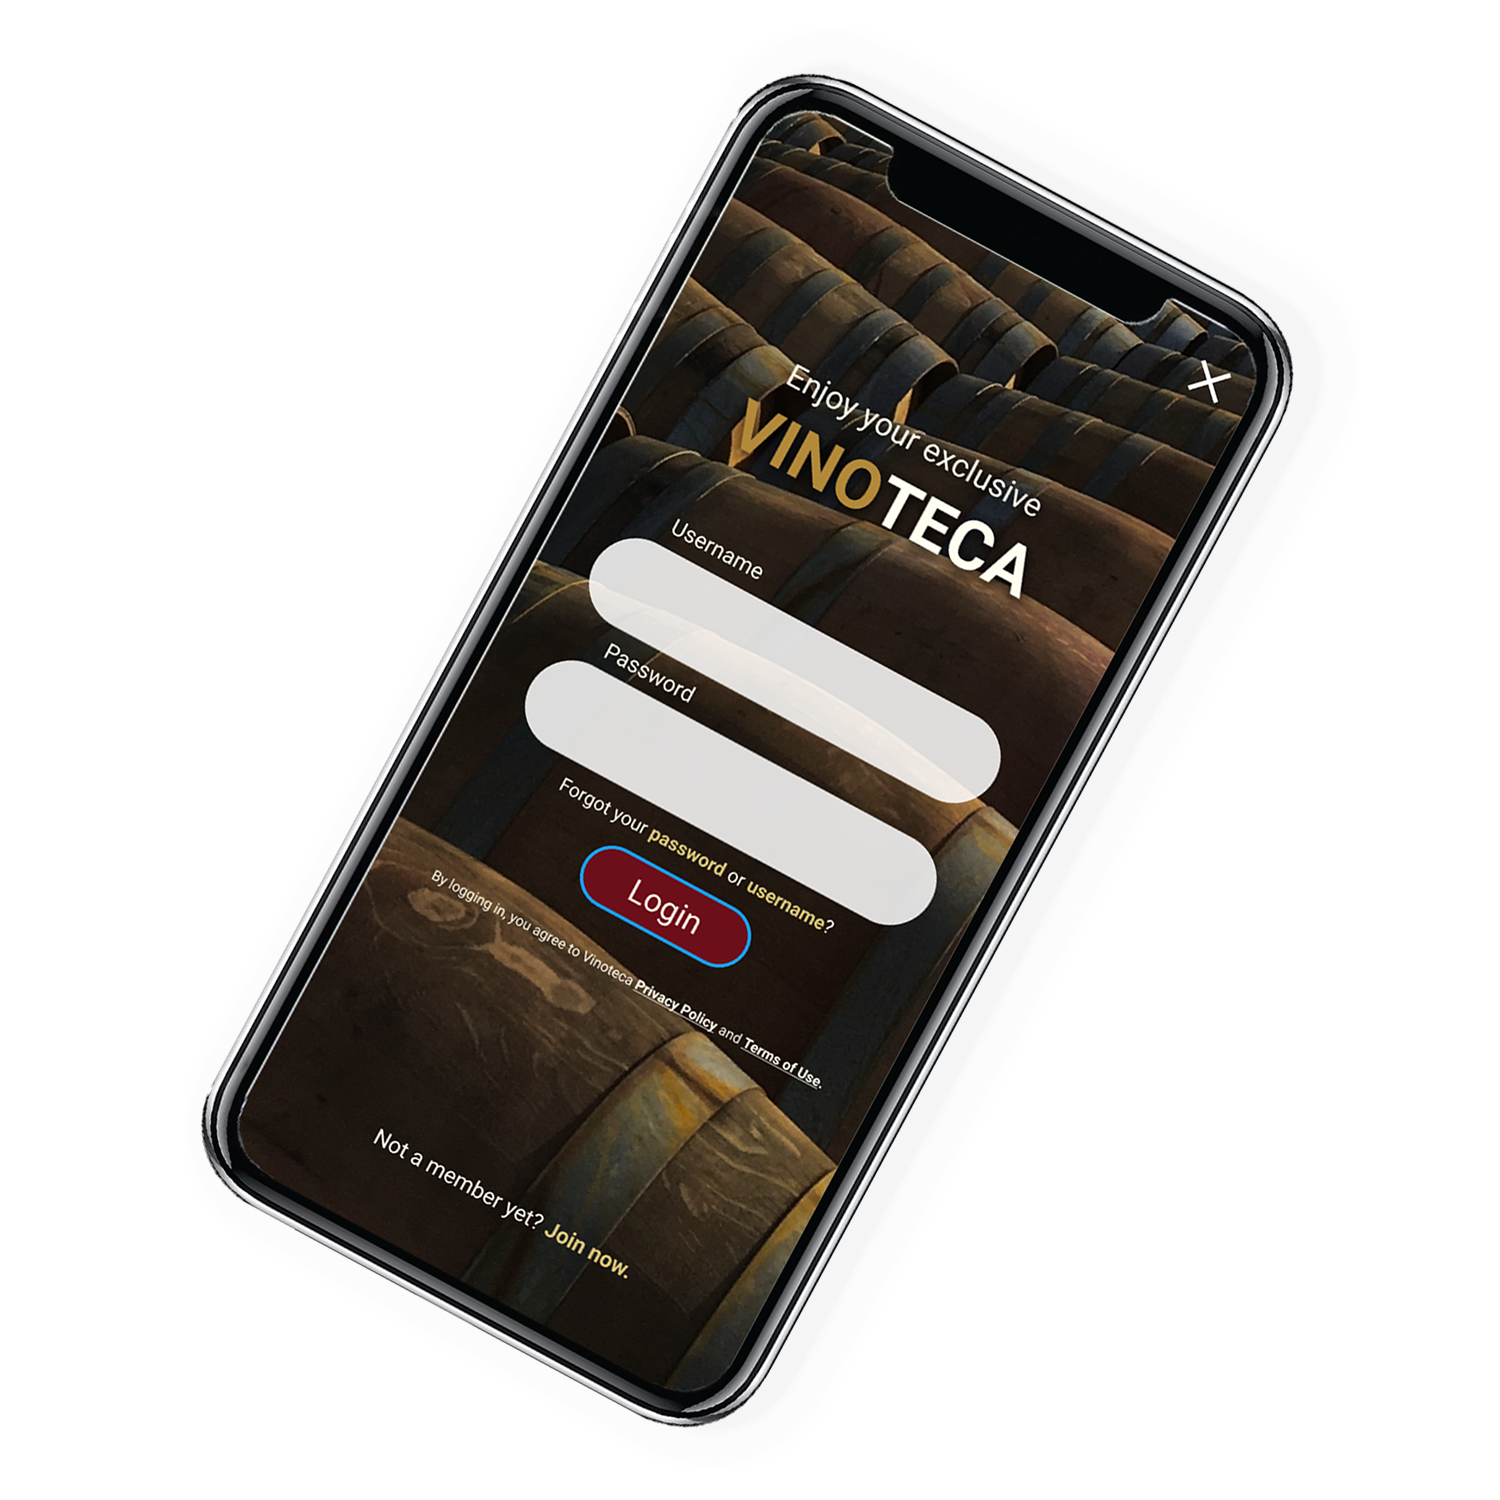 Enjoy your exclusive
VINOTECA
Username
Password
Forgot your password or username?
Login
By logging in, you agree to Vinoteca Privacy Policy and Terms of Use.
Not a member yet? Join now.